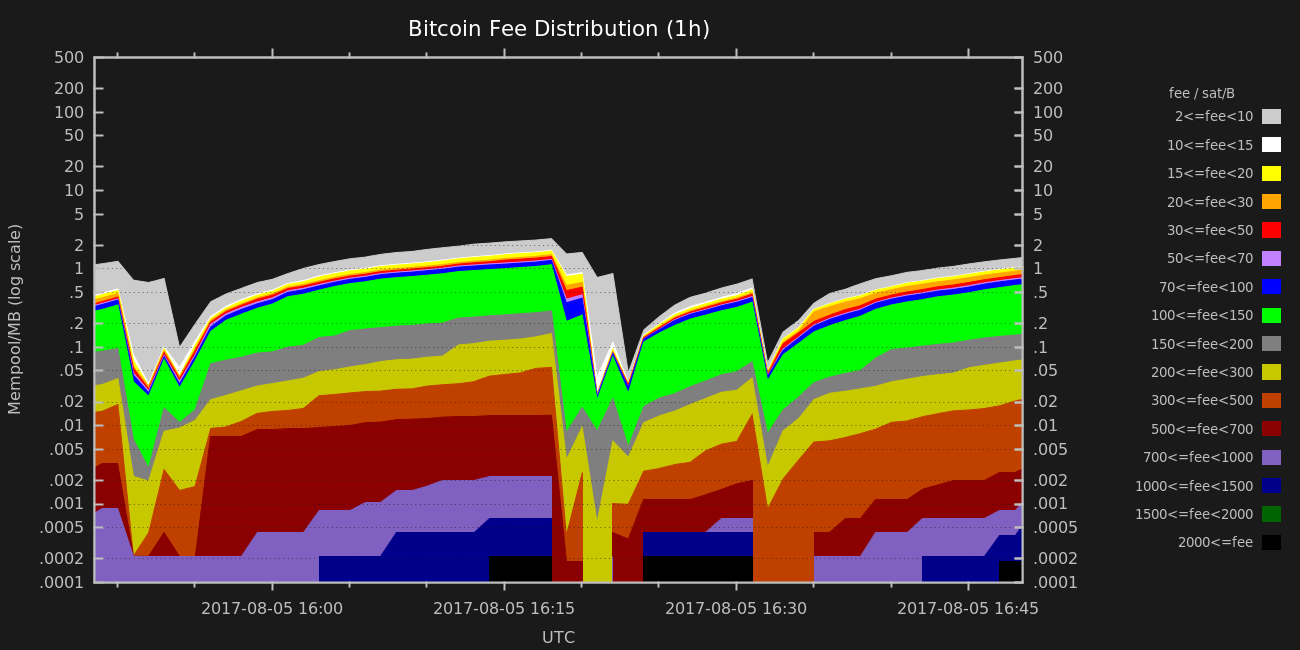 Bitcoin Fee Distribution (1h)
500
200
100
50
20
10
5
2
1
.5
.2
.1
.05
.02
.01
.005
.002
.001
.0005
.0002
.0001
Mempool/MB (log scale)
500
200
100
50
20
10
5
2
1
.5
.2
.1
.05
.02
.01
.005
.002
.001
.0005
.0002
.0001
2017-08-05 16:00 2017-08-05 16:15 2017-08-05 16:30 2017-08-05 16:45
UTC
fee / sat/B
2<=fee<10
10<=fee<15
15<=fee<20
20<=fee<30
30<=fee<50
50<=fee<70
70<=fee<100
100<=fee<150
150<=fee<200
200<=fee<300
300<=fee<500
500<=fee<700
700<=fee<1000
1000<=fee<1500
1500<=fee<2000
2000<=fee